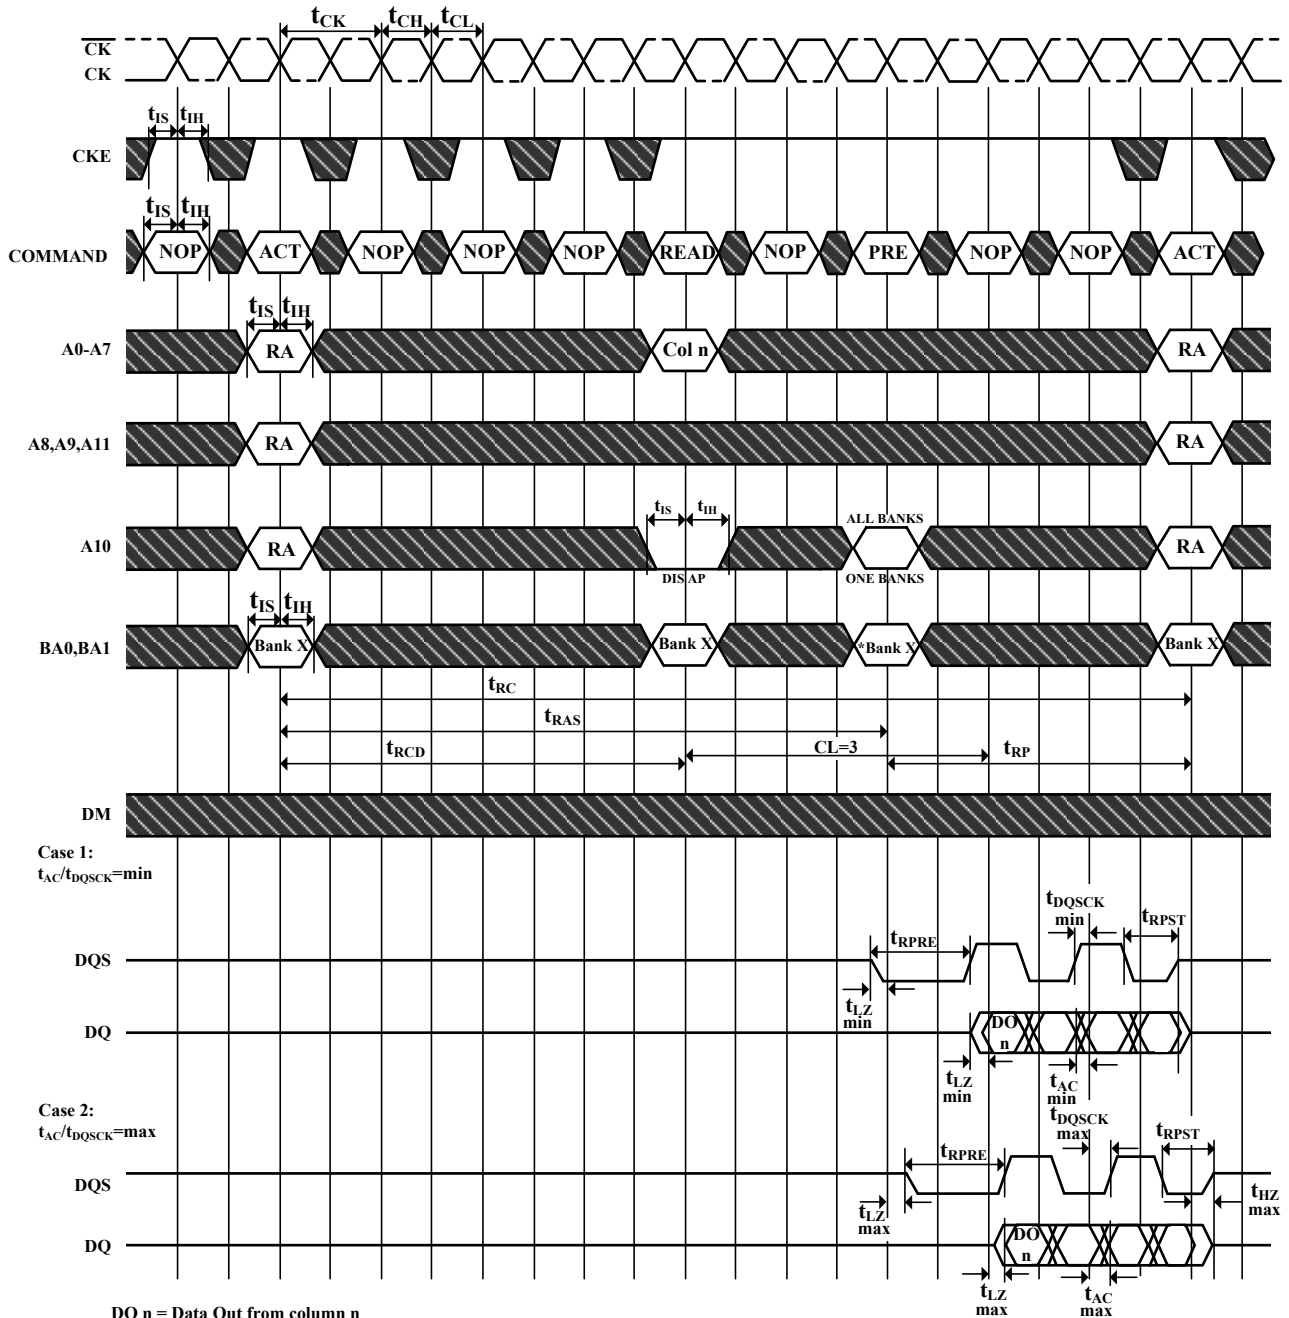 tCK tCH tCL
CK
CK
tIS tIH
CKE
tIS tIH
COMMAND NOP ACT NOP NOP NOP READ NOP PRE NOP NOP ACT
tIS tIH
A0-A7 RA Col n RA
A8,A9,A11 RA RA
tIS tIH ALL BANKS
A10 RA RA
DIS AP ONE BANKS
tIS tIH
BA0,BA1 Bank X Bank X *Bank X Bank X
tRC
tRAS
tRCD CL=3 tRP
DM
Case 1:
tAC/tDQSCK=min
tDQSCK
min
tRPRE tRPST
DQS
tLZ
min
DQ DO
n
tLZ
min
tAC
min
Case 2:
tAC/tDQSCK=max
tDQSCK
max
tRPRE tRPST
DQS
tLZ
max
tHZ
max
DQ DO
n
tLZ
max
tAC
max
DO n = Data Out from column n